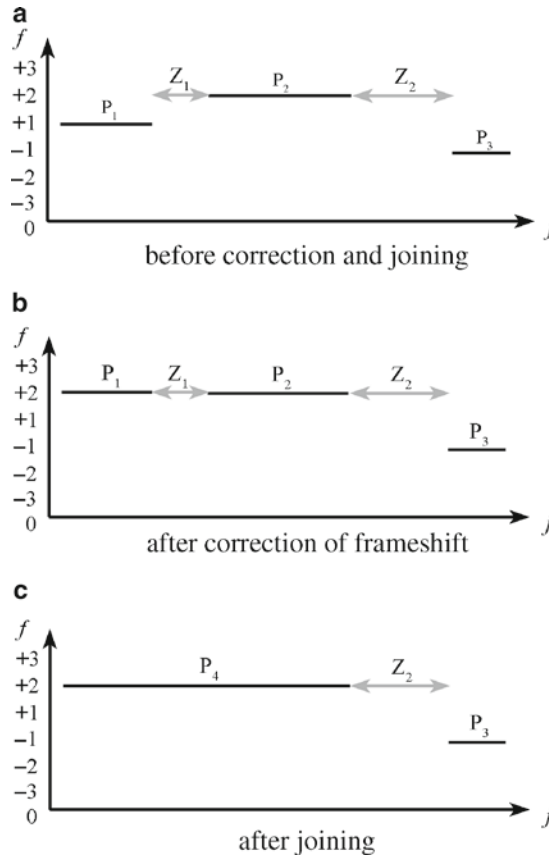 a
f
+3
+2
+1
−1
−2
−3
0
P1
Z1
P2
Z2
P3
j
before correction and joining
b
f
+3
+2
+1
−1
−2
−3
0
P1
Z1
P2
Z2
P3
j
after correction of frameshift
c
f
+3
+2
+1
−1
−2
−3
0
P4
Z2
P3
j
after joining